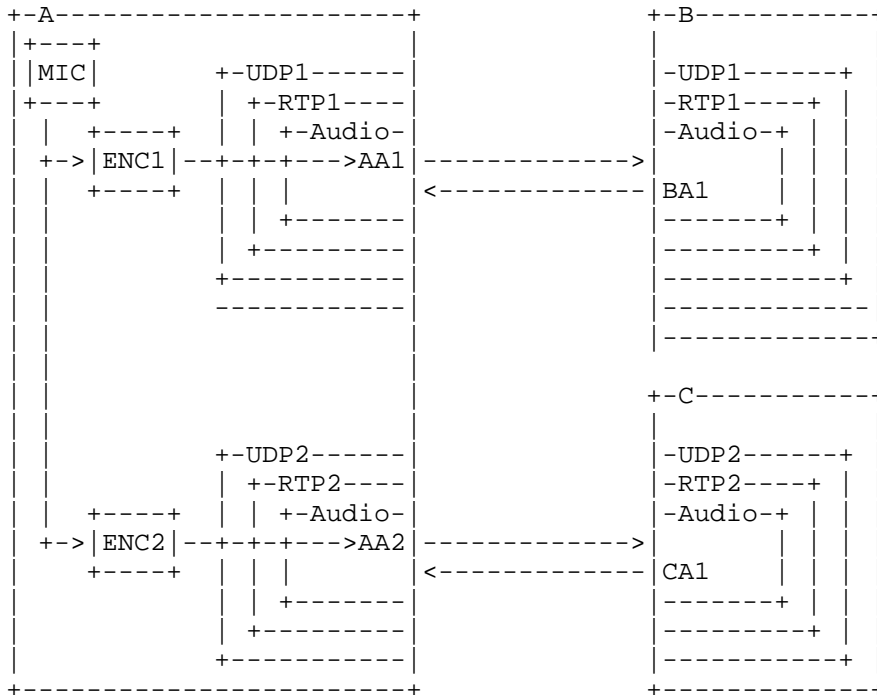 A B
MIC UDP1 UDP1
RTP1 RTP1
Audio Audio
ENC1 AA1
BA1
C
UDP2 UDP2
RTP2 RTP2
Audio Audio
ENC2 AA2
CA1